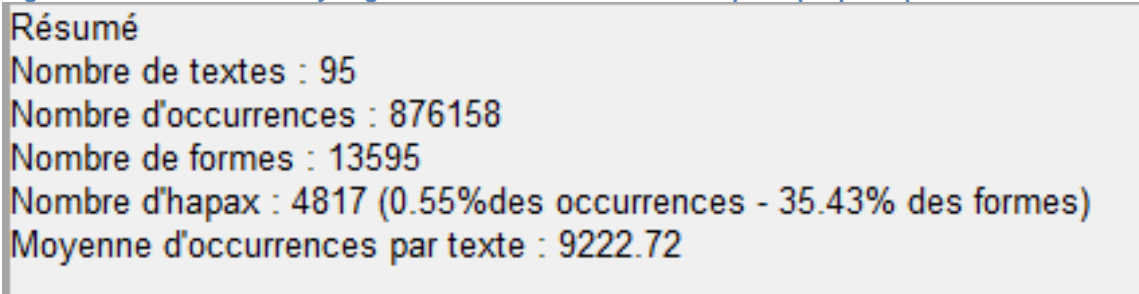 Résumé
Nombre de textes : 95
Nombre d'occurrences : 876158
Nombre de formes : 13595
Nombre d'hapax : 4817 (0.55%des occurrences - 35.43% des formes)
Moyenne d'occurrences par texte : 9222.72